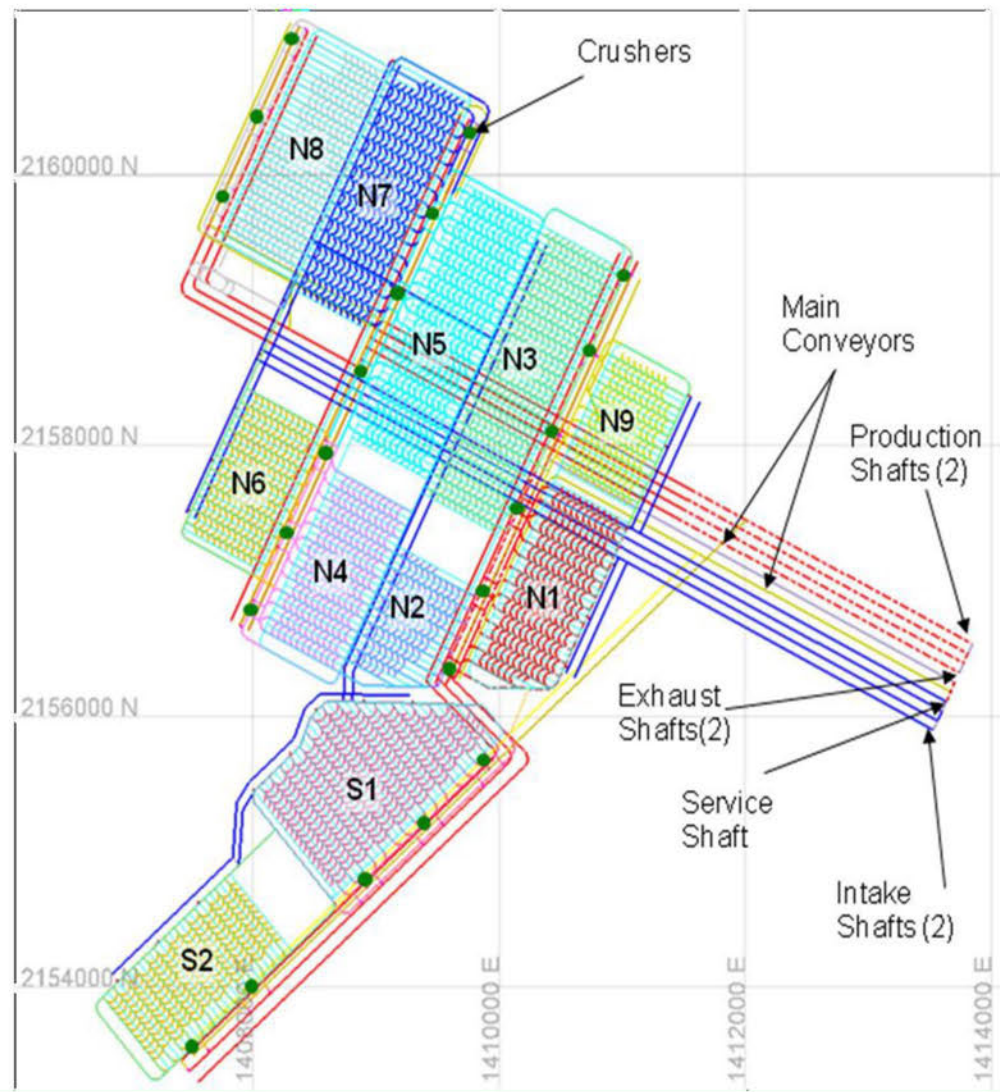 Crushers
N8
2160000 N
N7
Main
Conveyors
N5
N3
N9
2158000 N
Production
Shafts (2)
N6
N4
N2
N1
2156000 N
Exhaust
Shafts(2)
S1
Service
Shaft
Intake
Shafts (2)
S2
2154000 N
1408000 E
1410000 E
1412000 E
1414000 E